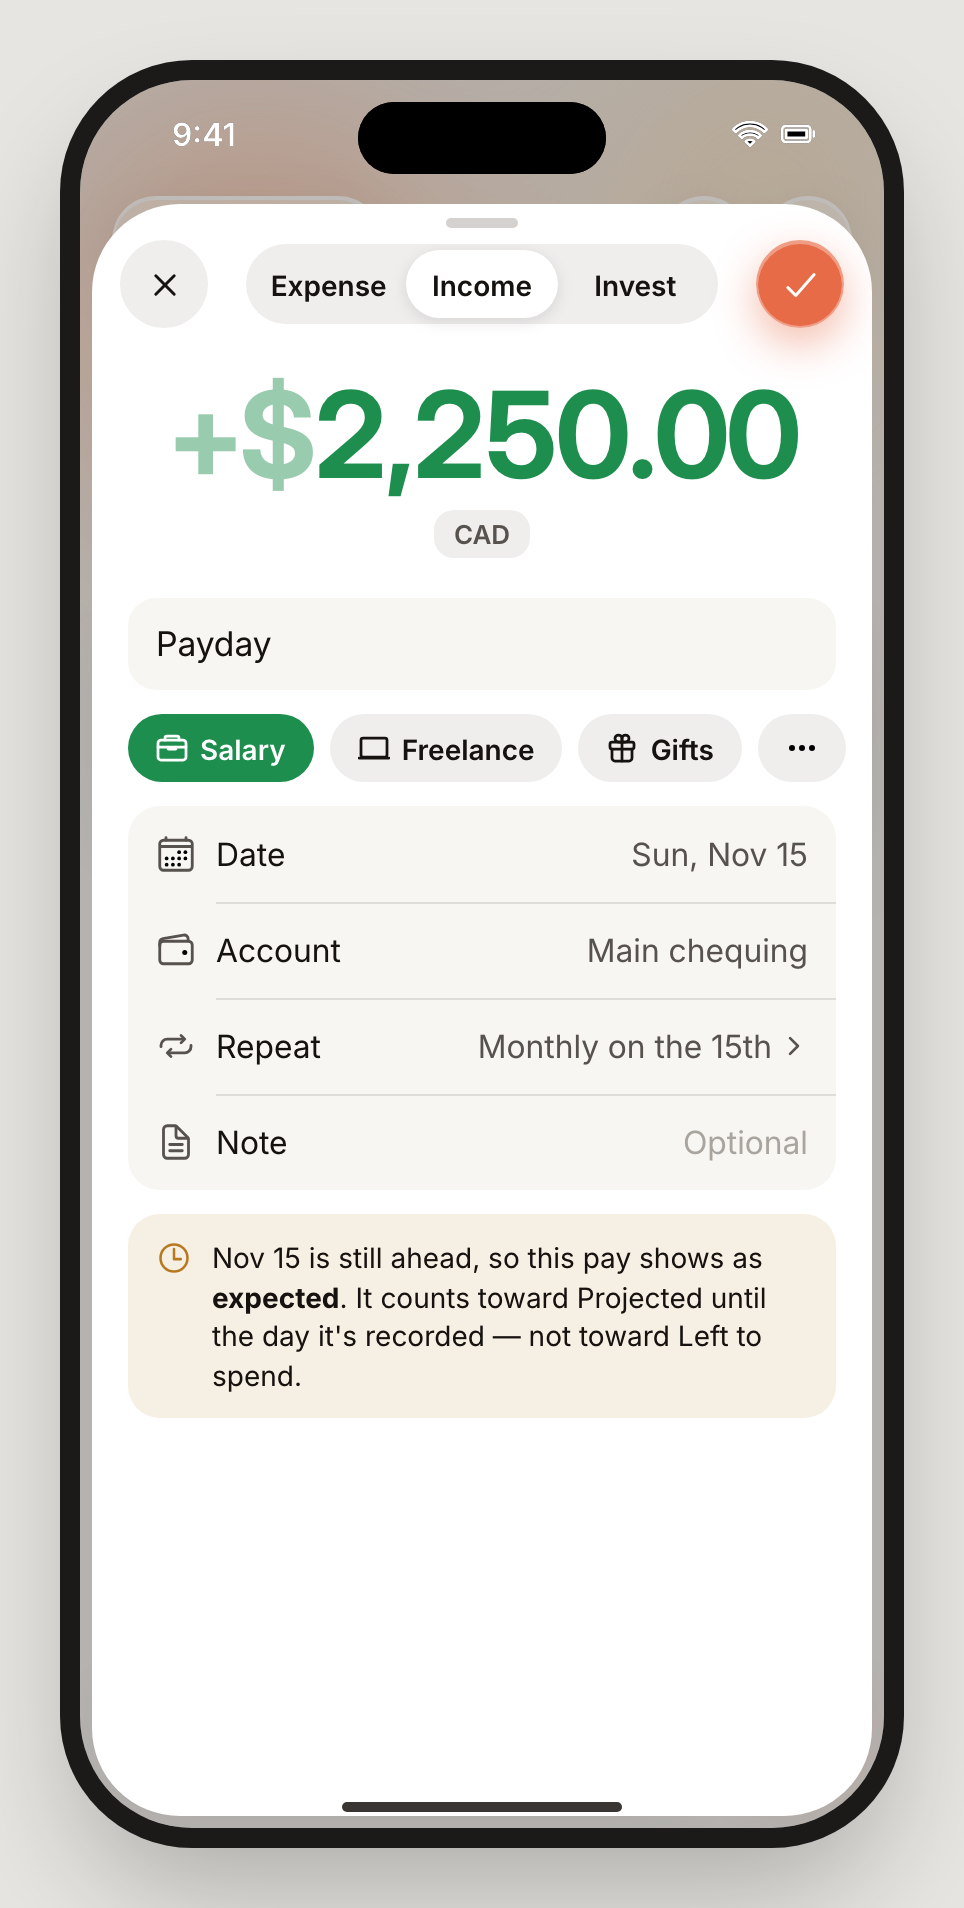 9:41
Expense Income Invest
+$2,250.00
CAD
Payday
Salary Freelance Gifts
Date Sun, Nov 15
Account Main chequing
Repeat Monthly on the 15th
Note Optional
Nov 15 is still ahead, so this pay shows as
expected. It counts toward Projected until
the day it's recorded — not toward Left to
spend.